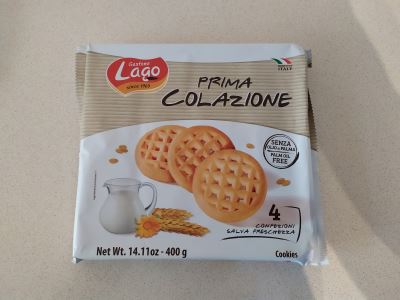 Gastone
Lago
SINCE 1968
ITALY
PRIMA
COLAZIONE
SENZA
OLIO di PALMA
PALM OIL
FREE
4
CONFEZIONI
SALVA FRESCHEZZA
Net Wt. 14.11oz - 400 g
Cookies